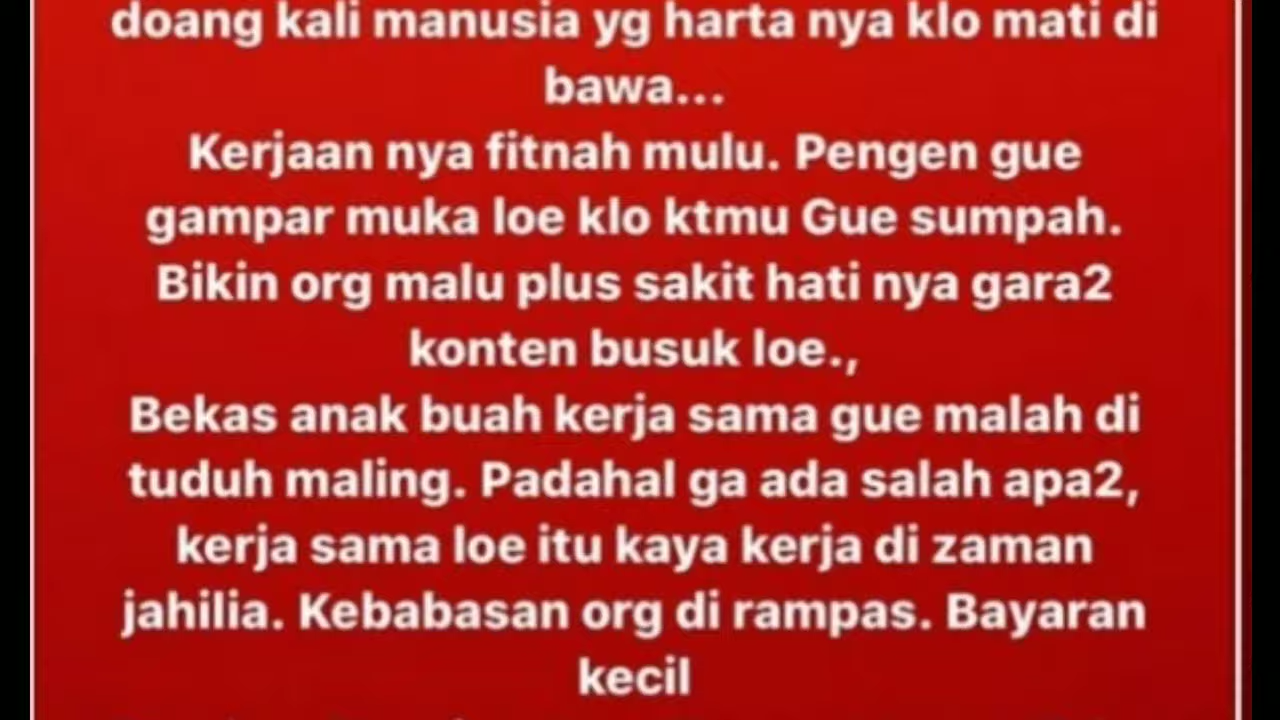 doang kali manusia yg harta nya klo mati di
bawa...
Kerjaan nya fitnah mulu. Pengen gue
gampar muka loe klo ktmu Gue sumpah.
Bikin org malu plus sakit hati nya gara2
konten busuk loe.,
Bekas anak buah kerja sama gue malah di
tuduh maling. Padahal ga ada salah apa2,
kerja sama loe itu kaya kerja di zaman
jahilia. Kebabasan org di rampas. Bayaran
kecil